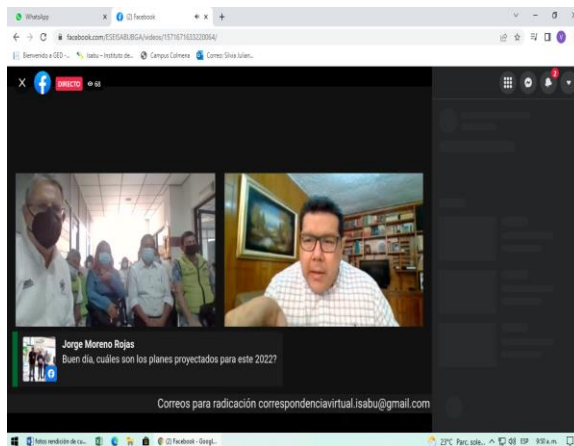 WhatsApp
(2) Facebook
facebook.com/ESEISABUBGA/videos/1571671633220064/
Bienvenido a GED -...
Isabu – Instituto de...
Campus Colmena
Correo: Silvia Julian...
DIRECTO
68
2
Jorge Moreno Rojas
Buen día, cuáles son los planes proyectados para este 2022?
Correos para radicación correspondenciavirtual.isabu@gmail.com
fotos rendición de cu...
(2) Facebook - Googl...
23°C Parc. sole...
ESP
9:59 a. m.